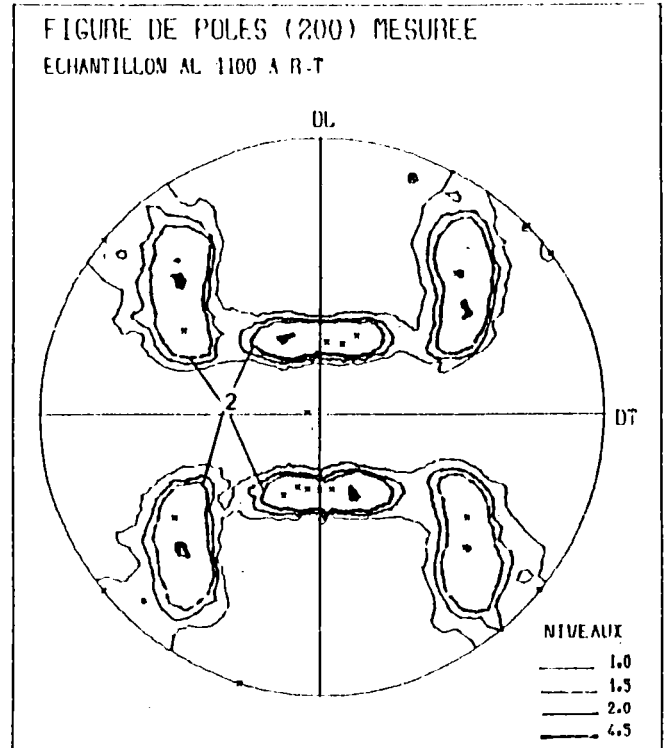 FIGURE DE POLES (200) MESUREE
ECHANTILLON AL 1100 A R-T
DL
2
DT
NIVEAUX
1.0
1.5
2.0
4.5